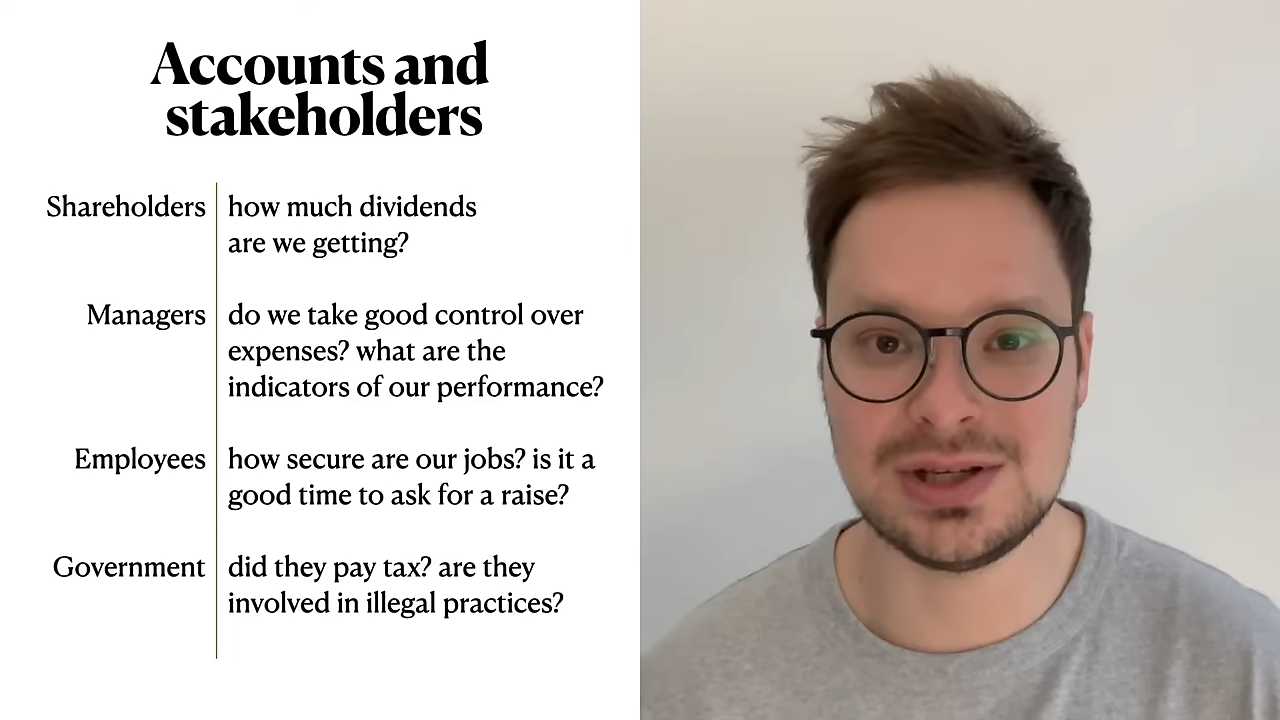 Accounts and
stakeholders
Shareholders
how much dividends
are we getting?
Managers
do we take good control over
expenses? what are the
indicators of our performance?
Employees
how secure are our jobs? is it a
good time to ask for a raise?
Government
did they pay tax? are they
involved in illegal practices?